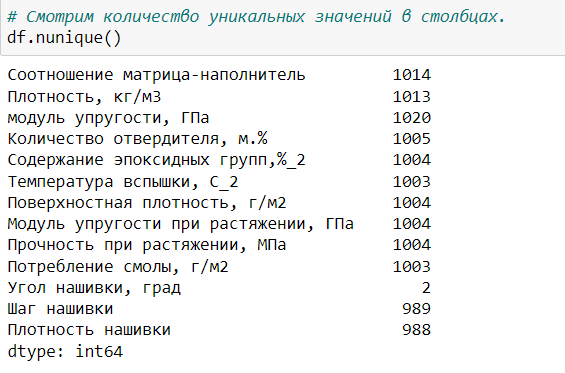 # Смотрим количество уникальных значений в столбцах.
df.nunique()
Соотношение матрица-наполнитель 1014
Плотность, кг/м3 1013
модуль упругости, ГПа 1020
Количество отвердителя, м.% 1005
Содержание эпоксидных групп,%_2 1004
Температура вспышки, С_2 1003
Поверхностная плотность, г/м2 1004
Модуль упругости при растяжении, ГПа 1004
Прочность при растяжении, МПа 1004
Потребление смолы, г/м2 1003
Угол нашивки, град 2
Шаг нашивки 989
Плотность нашивки 988
dtype: int64